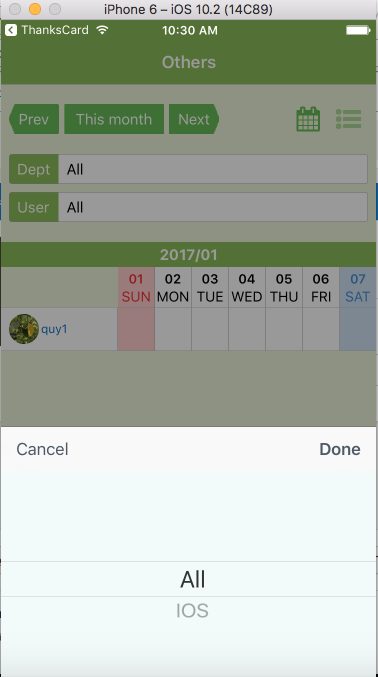 iPhone 6 – iOS 10.2 (14C89)
ThanksCard 10:30 AM
Others
Prev This month Next
Dept All
User All
2017/01
01 02 03 04 05 06 07
SUN MON TUE WED THU FRI SAT
quy1
Cancel Done
All
IOS